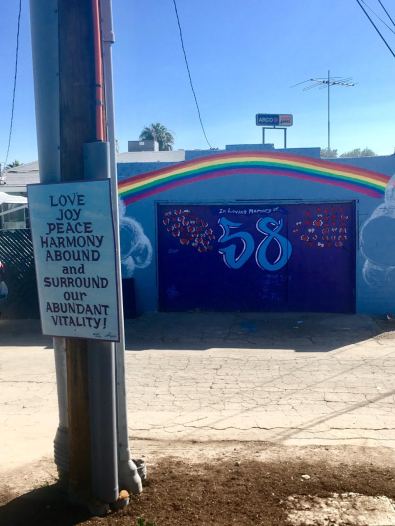 LOVE
JOY
PEACE
HARMONY
ABOUND
and
SURROUND
our
ABUNDANT
VITALITY!
ARCO
In Loving Memory of
58